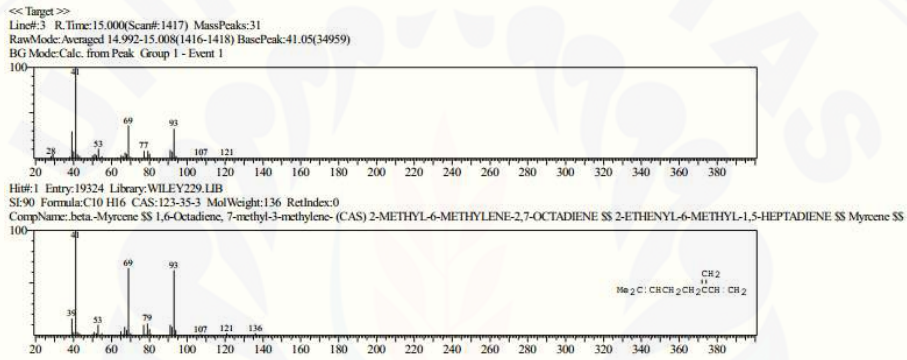 << Target >>
Line#:3 R.Time:15.000(Scan#:1417) MassPeaks:31
RawMode:Averaged 14.992-15.008(1416-1418) BasePeak:41.05(34959)
BG Mode:Calc. from Peak Group 1 - Event 1
100
41
69
93
28
53
77
107
121
20 40 60 80 100 120 140 160 180 200 220 240 260 280 300 320 340 360 380
Hit#:1 Entry:19324 Library:WILEY229.LIB
SI:90 Formula:C10 H16 CAS:123-35-3 MolWeight:136 RetIndex:0
CompName:.beta.-Myrcene $$ 1,6-Octadiene, 7-methyl-3-methylene- (CAS) 2-METHYL-6-METHYLENE-2,7-OCTADIENE $$ 2-ETHENYL-6-METHYL-1,5-HEPTADIENE $$ Myrcene $$
100
41
69
93
39
53
79
107
121
136
CH2
Me2C:CHCH2CH2CCH:CH2
20 40 60 80 100 120 140 160 180 200 220 240 260 280 300 320 340 360 380